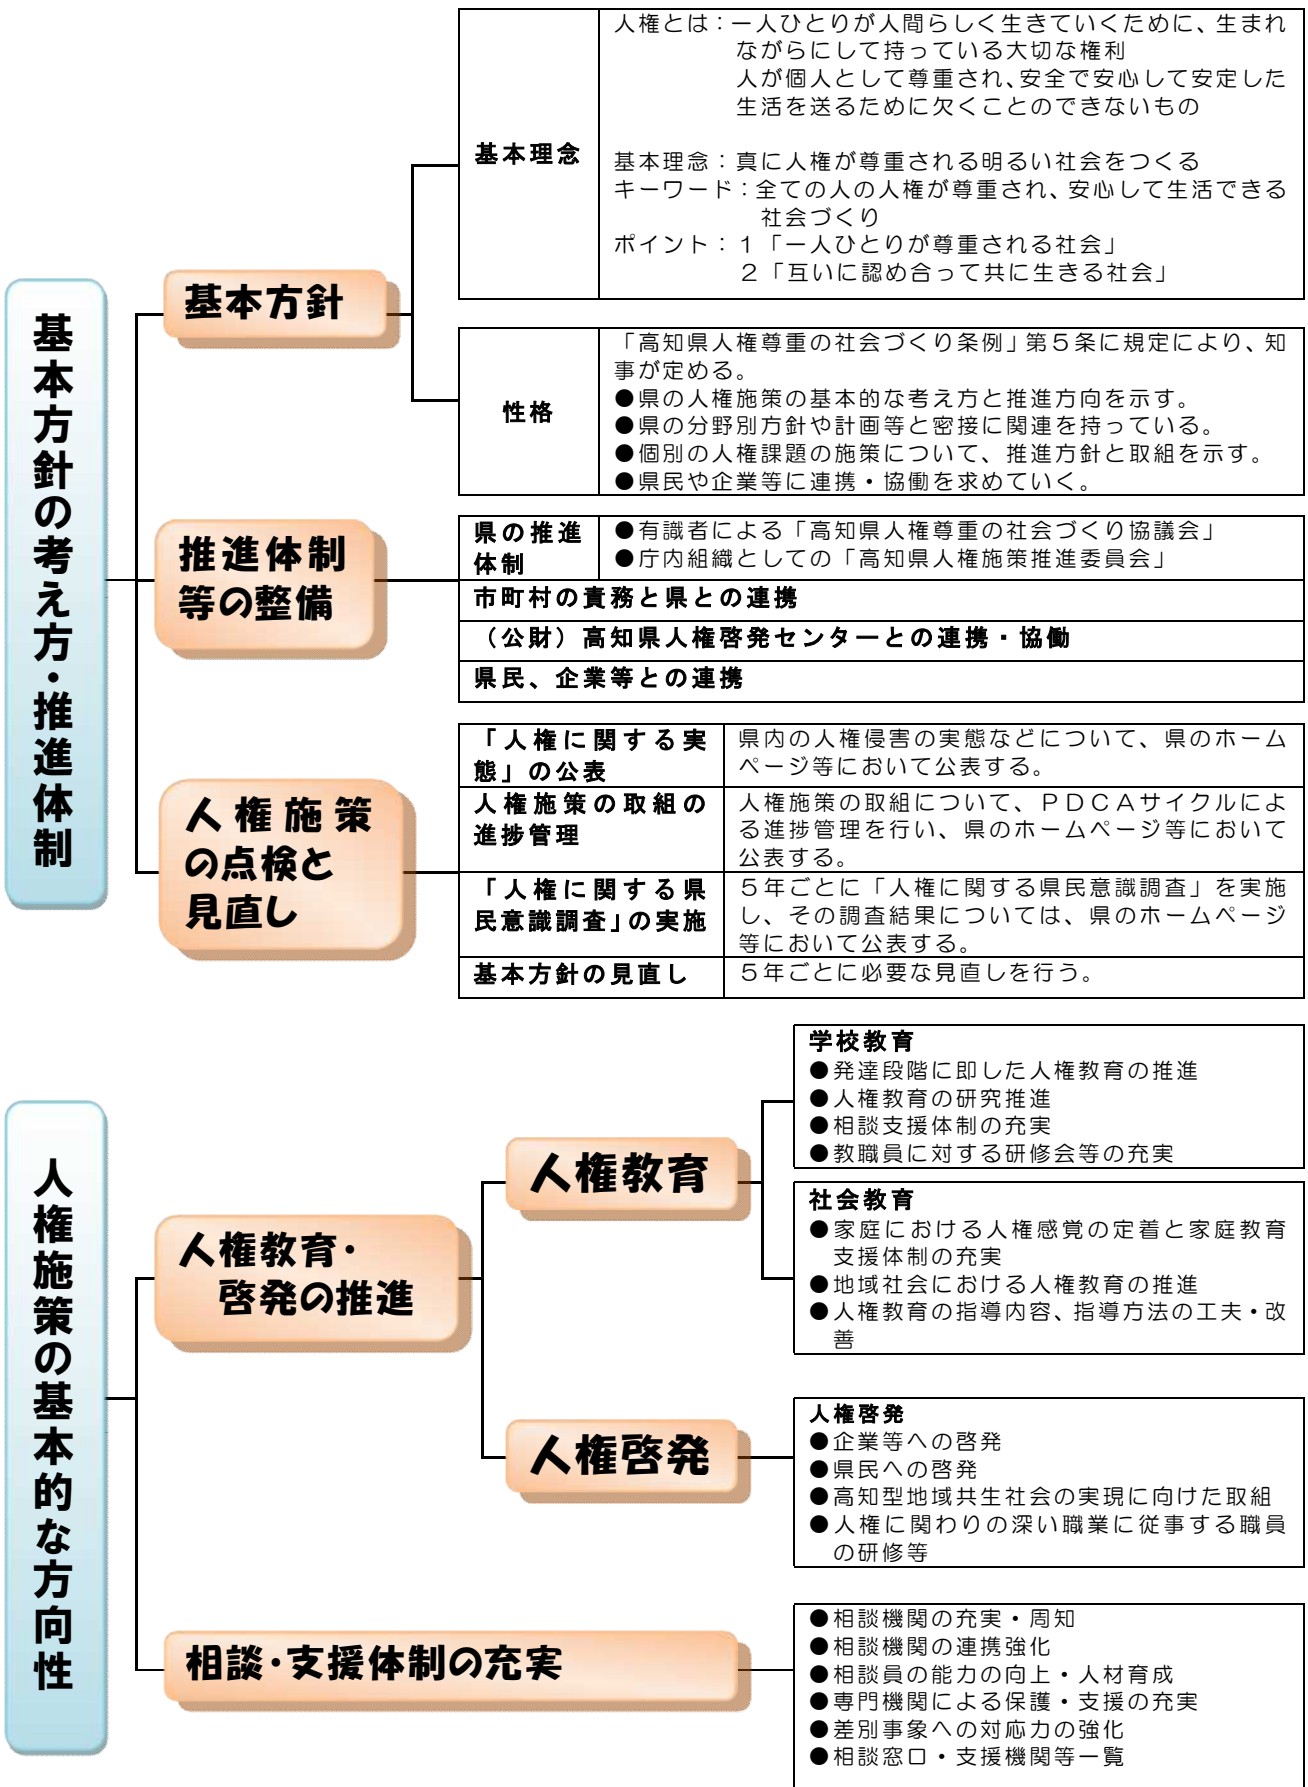 基本方針の考え方・推進体制
基本方針
基本理念
人権とは：一人ひとりが人間らしく生きていくために、生まれ
ながらにして持っている大切な権利
人が個人として尊重され、安全で安心して安定した
生活を送るために欠くことのできないもの
基本理念：真に人権が尊重される明るい社会をつくる
キーワード：全ての人の人権が尊重され、安心して生活できる
社会づくり
ポイント：１「一人ひとりが尊重される社会」
２「互いに認め合って共に生きる社会」
性格
「高知県人権尊重の社会づくり条例」第５条に規定により、知
事が定める。
●県の人権施策の基本的な考え方と推進方向を示す。
●県の分野別方針や計画等と密接に関連を持っている。
●個別の人権課題の施策について、推進方針と取組を示す。
●県民や企業等に連携・協働を求めていく。
推進体制
等の整備
県の推進
体制
●有識者による「高知県人権尊重の社会づくり協議会」
●庁内組織としての「高知県人権施策推進委員会」
市町村の責務と県との連携
（公財）高知県人権啓発センターとの連携・協働
県民、企業等との連携
人権施策
の点検と
見直し
「人権に関する実
態」の公表
県内の人権侵害の実態などについて、県のホーム
ページ等において公表する。
人権施策の取組の
進捗管理
人権施策の取組について、ＰＤＣＡサイクルによ
る進捗管理を行い、県のホームページ等において
公表する。
「人権に関する県
民意識調査」の実施
５年ごとに「人権に関する県民意識調査」を実施
し、その調査結果については、県のホームページ
等において公表する。
基本方針の見直し
５年ごとに必要な見直しを行う。
人権施策の基本的な方向性
人権教育・
啓発の推進
人権教育
学校教育
●発達段階に即した人権教育の推進
●人権教育の研究推進
●相談支援体制の充実
●教職員に対する研修会等の充実
社会教育
●家庭における人権感覚の定着と家庭教育
支援体制の充実
●地域社会における人権教育の推進
●人権教育の指導内容、指導方法の工夫・改
善
人権啓発
人権啓発
●企業等への啓発
●県民への啓発
●高知型地域共生社会の実現に向けた取組
●人権に関わりの深い職業に従事する職員
の研修等
相談・支援体制の充実
●相談機関の充実・周知
●相談機関の連携強化
●相談員の能力の向上・人材育成
●専門機関による保護・支援の充実
●差別事象への対応力の強化
●相談窓口・支援機関等一覧